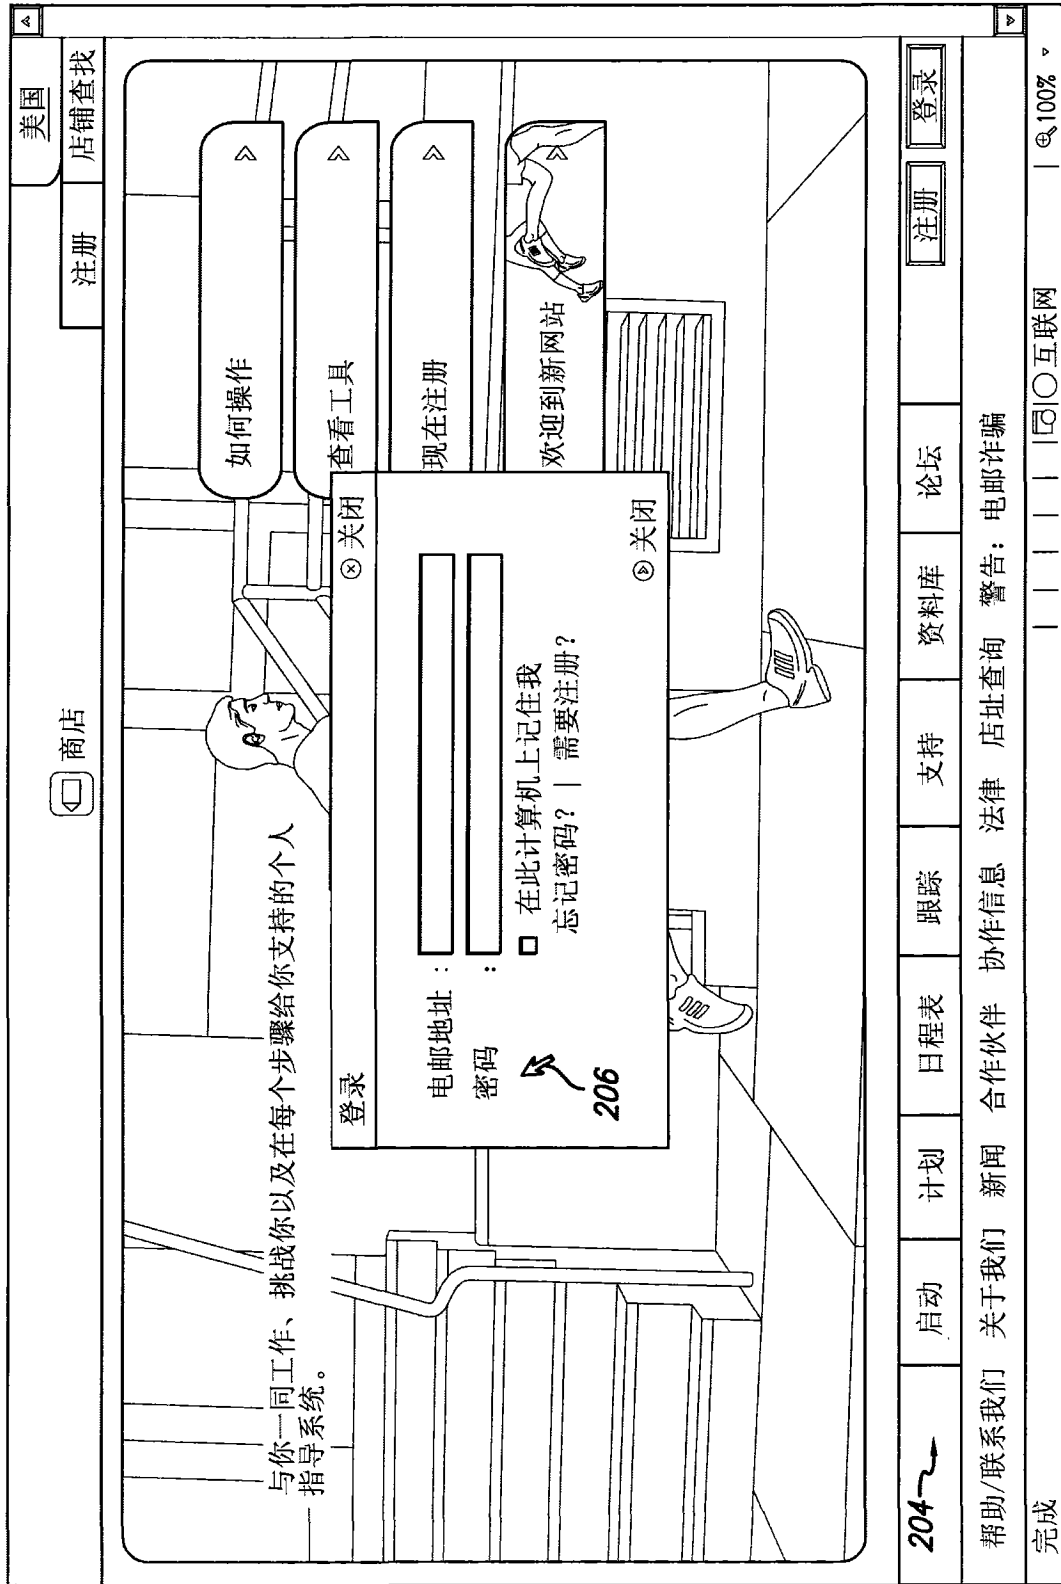 美国
商店
注册 店铺查找
与你一同工作、挑战你以及在每个步骤给你支持的个人
指导系统。
如何操作
查看工具
现在注册
欢迎到新网站
登录 关闭
电邮地址：
密码：
在此计算机上记住我
忘记密码？| 需要注册？
关闭
206
204 启动 计划 日程表 跟踪 支持 资料库 论坛 注册 登录
帮助/联系我们 关于我们 新闻 合作伙伴 协作信息 法律 店址查询 警告：电邮诈骗
完成 互联网 100%